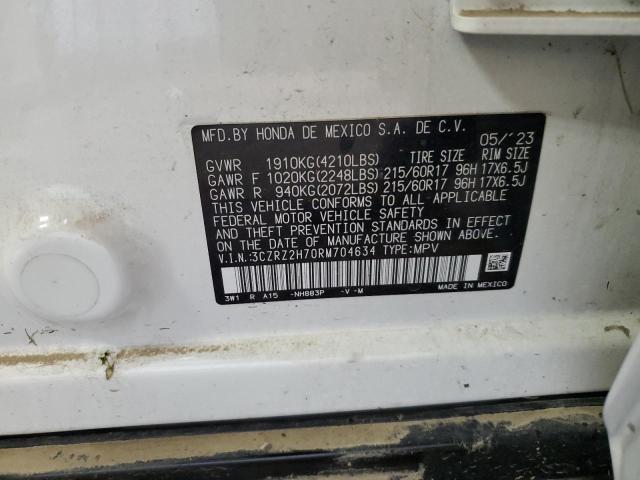 MFD.BY HONDA DE MEXICO S.A. DE C.V.
05/'23
TIRE SIZE RIM SIZE
GVWR 1910KG(4210LBS)
GAWR F 1020KG(2248LBS) 215/60R17 96H 17X6.5J
GAWR R 940KG(2072LBS) 215/60R17 96H 17X6.5J
THIS VEHICLE CONFORMS TO ALL APPLICABLE
FEDERAL MOTOR VEHICLE SAFETY
AND THEFT PREVENTION STANDARDS IN EFFECT
ON THE DATE OF MANUFACTURE SHOWN ABOVE.
V.I.N.:3CZRZ2H70RM704634 TYPE:MPV
3W1 R A15 -NH883P -V -M MADE IN MEXICO